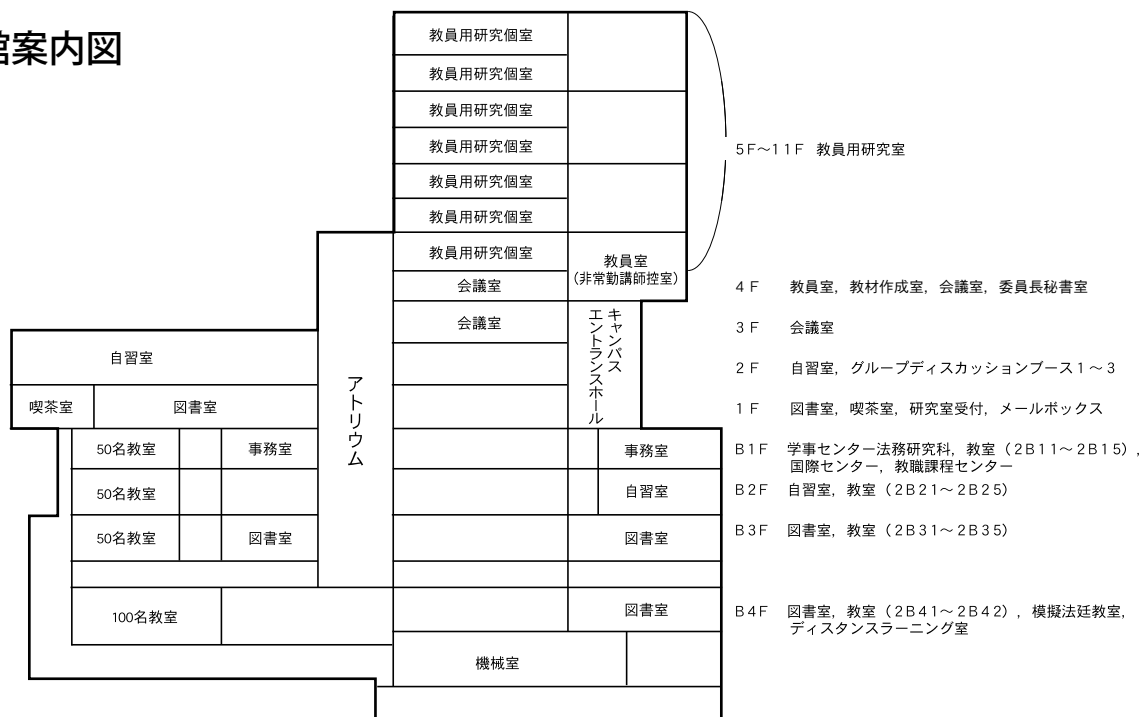 館案内図
教員用研究個室
教員用研究個室
教員用研究個室
教員用研究個室
教員用研究個室
教員用研究個室
教員用研究個室
教員室
(非常勤講師控室)
会議室
会議室
キャンパス
エントランスホール
アトリウム
自習室
喫茶室
図書室
50名教室
事務室
事務室
50名教室
自習室
50名教室
図書室
図書室
100名教室
図書室
機械室
5F～11F 教員用研究室
4F 教員室，教材作成室，会議室，委員長秘書室
3F 会議室
2F 自習室，グループディスカッションブース1～3
1F 図書室，喫茶室，研究室受付，メールボックス
B1F 学事センター法務研究科，教室（2B11～2B15），
国際センター，教職課程センター
B2F 自習室，教室（2B21～2B25）
B3F 図書室，教室（2B31～2B35）
B4F 図書室，教室（2B41～2B42），模擬法廷教室，
ディスタンスラーニング室